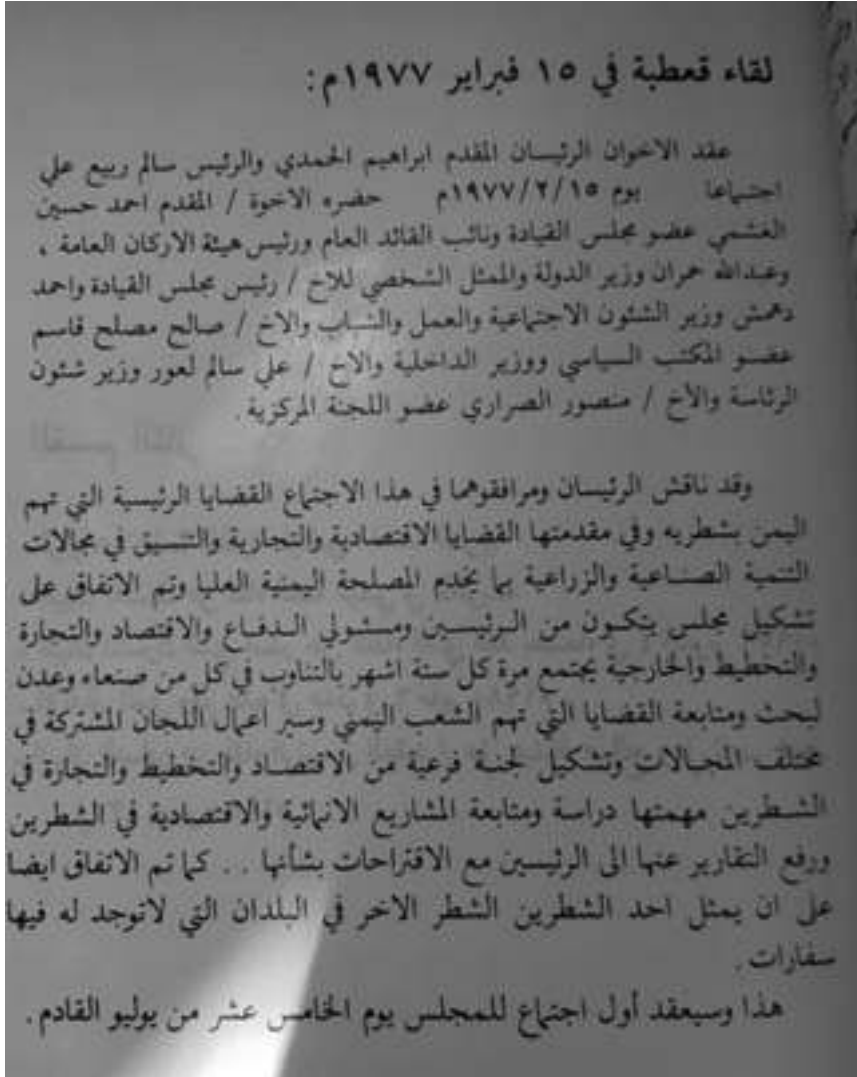 لقاء قعطبة في ١٥ فبراير ١٩٧٧م:
عقد الاخوان الرئيسان المقدم ابراهيم الحمدي والرئيس سالم ربيع علي
اجتماعا يوم ١٩٧٧/٢/١٥م حضره الاخوة / المقدم احمد حسين
الغشمي عضو مجلس القيادة ونائب القائد العام ورئيس هيئة الاركان العامة ،
وعبدالله حمران وزير الدولة والممثل الشخصي للاخ / رئيس مجلس القيادة واحمد
دهمش وزير الشئون الاجتماعية والعمل والشباب والاخ / صالح مصلح قاسم
عضو المكتب السياسي ووزير الداخلية والاخ / علي سالم لعور وزير شئون
الرئاسة والأخ / منصور الصراري عضو اللجنة المركزية .
وقد ناقش الرئيسان ومرافقوهما في هذا الاجتماع القضايا الرئيسية التي تهم
اليمن بشطريه وفي مقدمتها القضايا الاقتصادية والتجارية والتنسيق في مجالات
التنمية الصناعية والزراعية بما يخدم المصلحة اليمنية العليا وتم الاتفاق على
تشكيل مجلس يتكون من الرئيسين ومسئولي الدفاع والاقتصاد والتجارة
والتخطيط والخارجية يجتمع مرة كل ستة اشهر بالتناوب في كل من صنعاء وعدن
لبحث ومتابعة القضايا التي تهم الشعب اليمني وسير اعمال اللجان المشتركة في
مختلف المجالات وتشكيل لجنة فرعية من الاقتصاد والتخطيط والتجارة في
الشطرين مهمتها دراسة ومتابعة المشاريع الانمائية والاقتصادية في الشطرين
ورفع التقارير عنها الى الرئيسين مع الاقتراحات بشأنها . . كما تم الاتفاق ايضا
على ان يمثل احد الشطرين الشطر الاخر في البلدان التي لاتوجد له فيها
سفارات .
هذا وسيعقد أول اجتماع للمجلس يوم الخامس عشر من يوليو القادم .